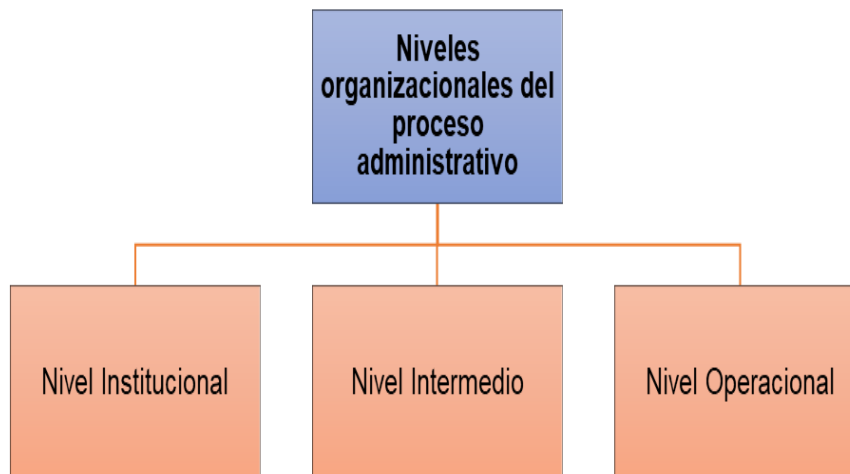 Niveles
organizacionales del
proceso
administrativo
Nivel Institucional
Nivel Intermedio
Nivel Operacional